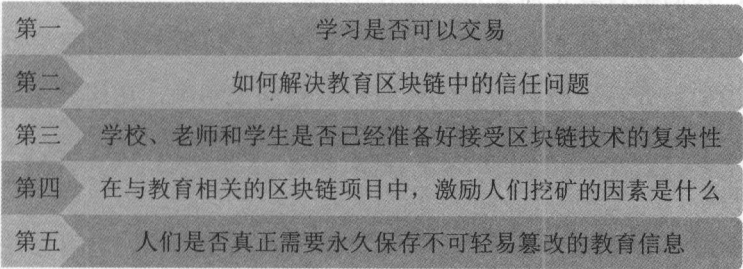 第一 学习是否可以交易
第二 如何解决教育区块链中的信任问题
第三 学校、老师和学生是否已经准备好接受区块链技术的复杂性
第四 在与教育相关的区块链项目中，激励人们挖矿的因素是什么
第五 人们是否真正需要永久保存不可轻易篡改的教育信息